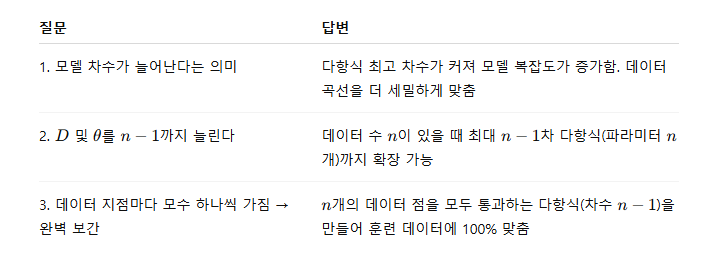 질문 답변
1. 모델 차수가 늘어난다는 의미 다항식 최고 차수가 커져 모델 복잡도가 증가함. 데이터
곡선을 더 세밀하게 맞춤
2. D 및 θ를 n − 1까지 늘린다 데이터 수 n이 있을 때 최대 n − 1차 다항식(파라미터 n
개)까지 확장 가능
3. 데이터 지점마다 모수 하나씩 가짐 → n개의 데이터 점을 모두 통과하는 다항식(차수 n − 1)을
완벽 보간 만들어 훈련 데이터에 100% 맞춤